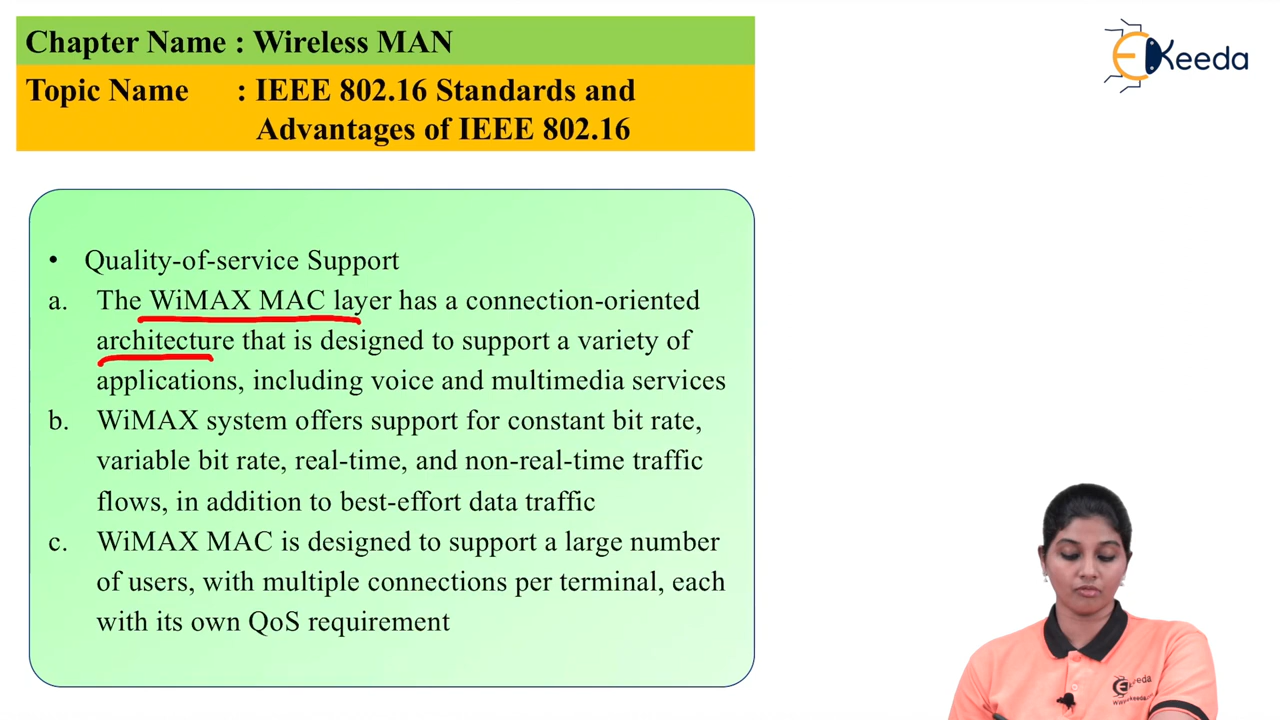 Chapter Name : Wireless MAN
Topic Name : IEEE 802.16 Standards and
Advantages of IEEE 802.16
EKeeda
• Quality-of-service Support
a. The WiMAX MAC layer has a connection-oriented
architecture that is designed to support a variety of
applications, including voice and multimedia services
b. WiMAX system offers support for constant bit rate,
variable bit rate, real-time, and non-real-time traffic
flows, in addition to best-effort data traffic
c. WiMAX MAC is designed to support a large number
of users, with multiple connections per terminal, each
with its own QoS requirement